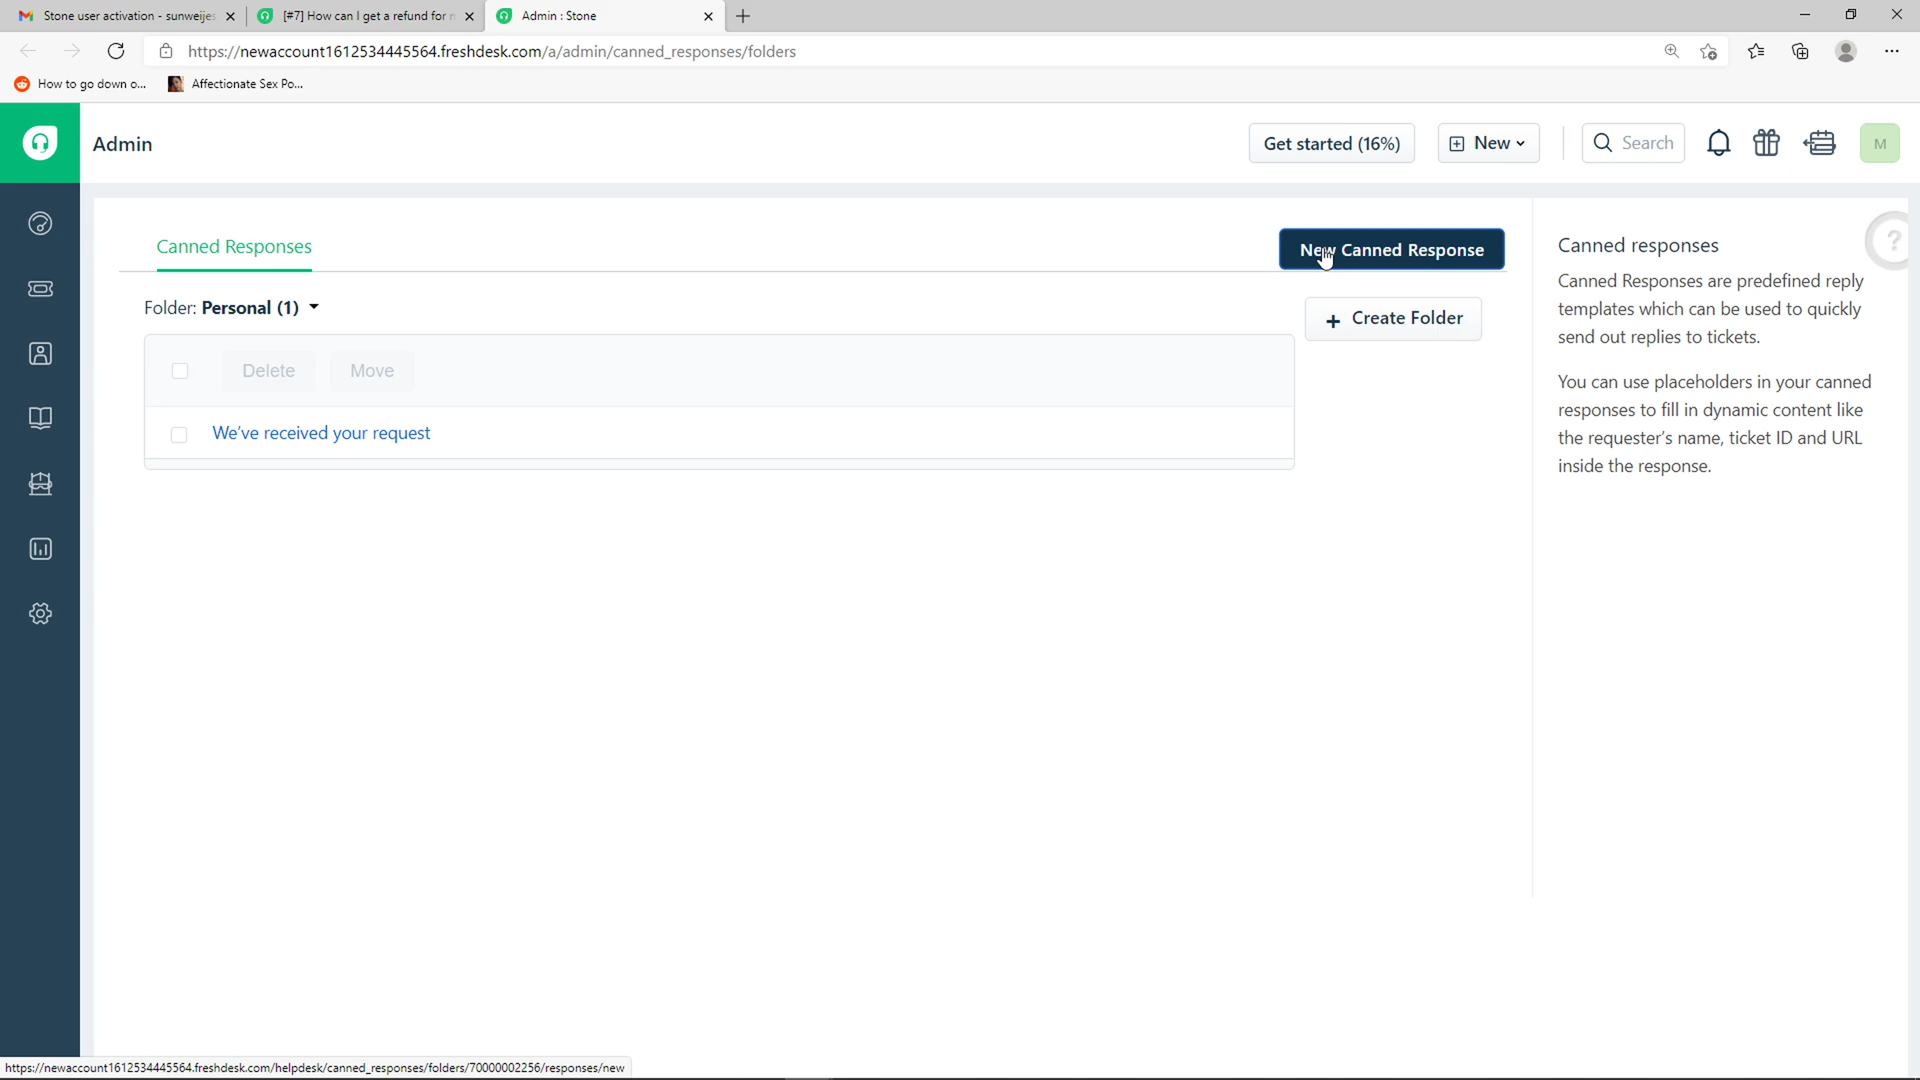 Stone user activation - sunweijes
[#7] How can I get a refund for n
Admin : Stone
https://newaccount1612534445564.freshdesk.com/a/admin/canned_responses/folders
How to go down o...
Affectionate Sex Po...
Admin
Get started (16%)
New
Search
M
Canned Responses
New Canned Response
Folder: Personal (1)
+ Create Folder
Delete
Move
We've received your request
Canned responses
?
Canned Responses are predefined reply
templates which can be used to quickly
send out replies to tickets.
You can use placeholders in your canned
responses to fill in dynamic content like
the requester's name, ticket ID and URL
inside the response.
https://newaccount1612534445564.freshdesk.com/helpdesk/canned_responses/folders/70000002256/responses/new